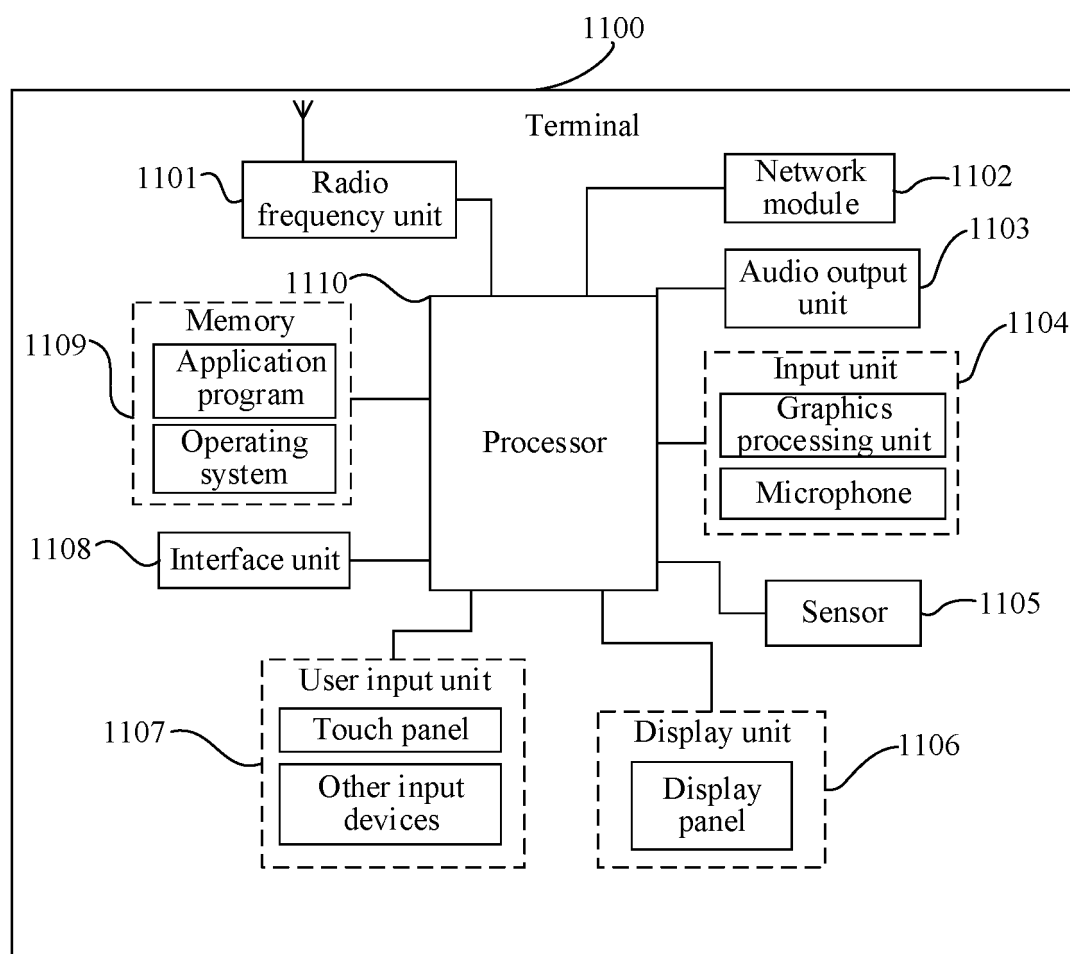 1100
Terminal
1101
Radio
frequency unit
Network
module
1102
1103
Audio output
unit
1110
Memory
1109
Application
program
Operating
system
Processor
1104
Input unit
Graphics
processing unit
Microphone
1108
Interface unit
Sensor
1105
User input unit
1107
Touch panel
Other input
devices
Display unit
1106
Display
panel